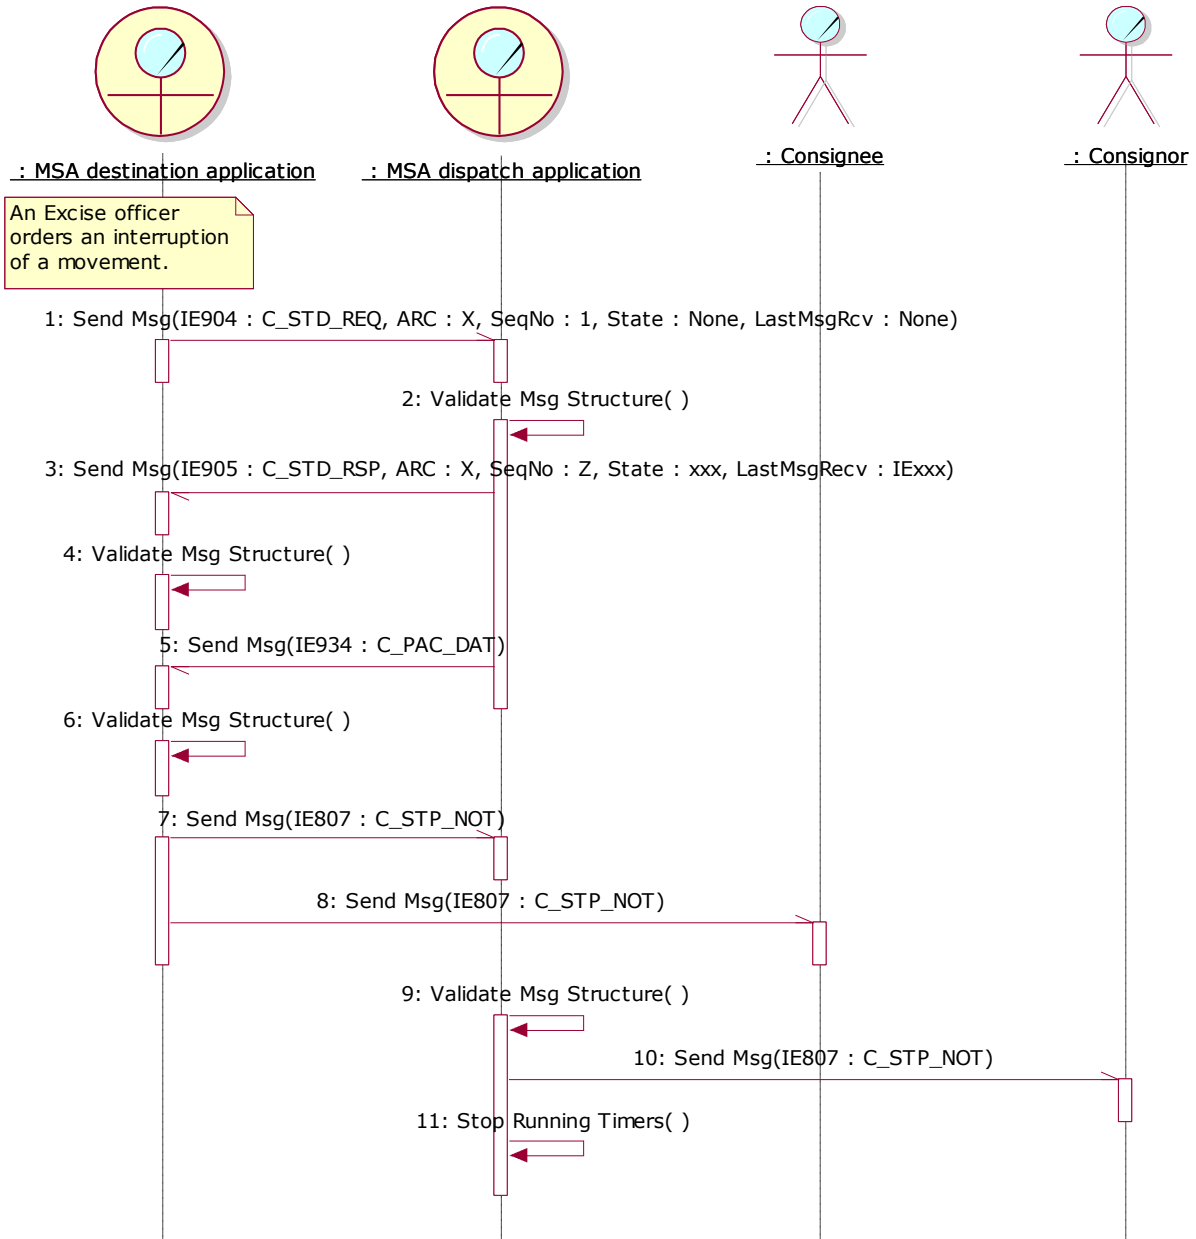 : MSA destination application
: MSA dispatch application
: Consignee
: Consignor
An Excise officer
orders an interruption
of a movement.
1: Send Msg(IE904 : C_STD_REQ, ARC : X, SeqNo : 1, State : None, LastMsgRcv : None)
2: Validate Msg Structure( )
3: Send Msg(IE905 : C_STD_RSP, ARC : X, SeqNo : Z, State : xxx, LastMsgRecv : IExxx)
4: Validate Msg Structure( )
5: Send Msg(IE934 : C_PAC_DAT)
6: Validate Msg Structure( )
7: Send Msg(IE807 : C_STP_NOT)
8: Send Msg(IE807 : C_STP_NOT)
9: Validate Msg Structure( )
10: Send Msg(IE807 : C_STP_NOT)
11: Stop Running Timers( )